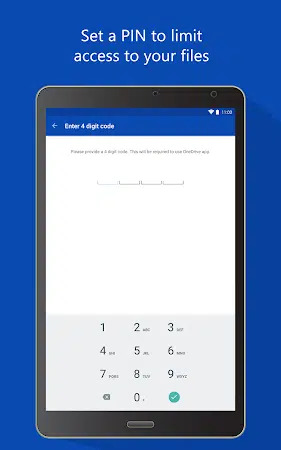 Set a PIN to limit
access to your files
11:00
Enter 4 digit code
Please provide a 4 digit code. This will be required to use OneDrive app.
1 2 ABC 3 DEF
4 GHI 5 JKL 6 MNO
7 PQRS 8 TUV 9 WXYZ
0 +